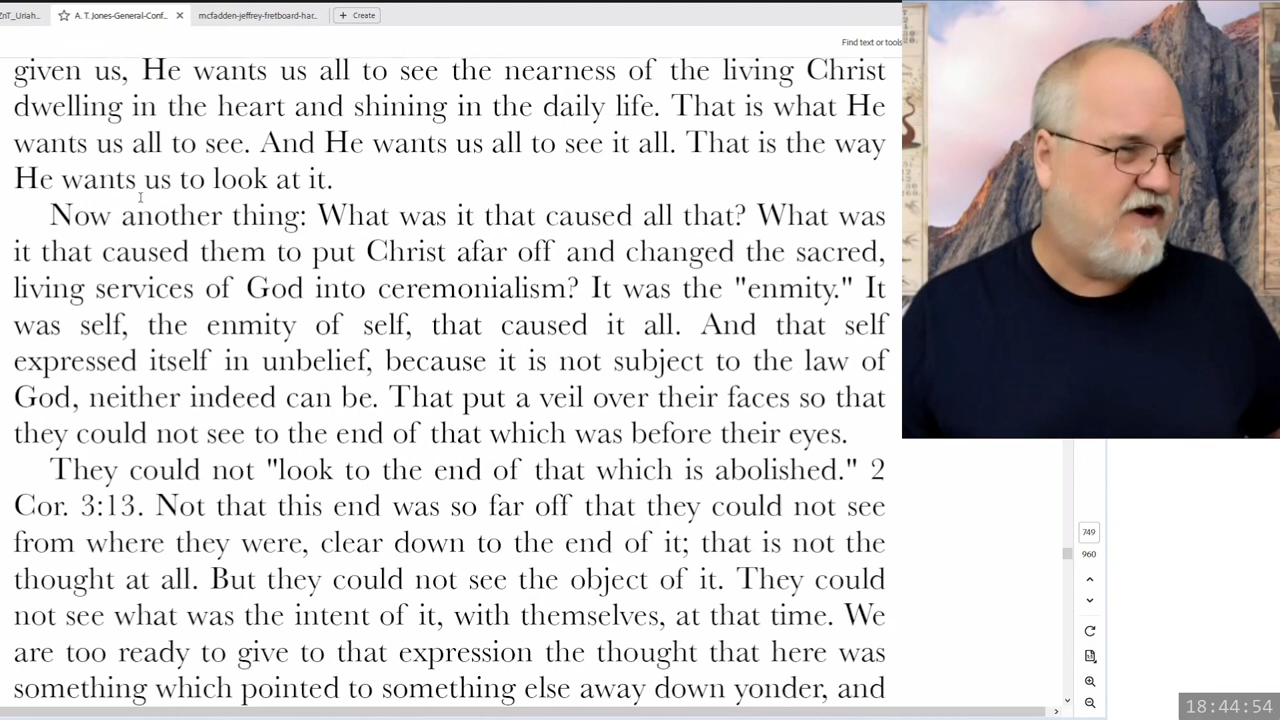 ZnT_Uriah...
A. T. Jones-General-Conf...
mcfadden-jeffrey-fretboard-har...
+ Create
Find text or tools
given us, He wants us all to see the nearness of the living Christ
dwelling in the heart and shining in the daily life. That is what He
wants us all to see. And He wants us all to see it all. That is the way
He wants us to look at it.
Now another thing: What was it that caused all that? What was
it that caused them to put Christ afar off and changed the sacred,
living services of God into ceremonialism? It was the "enmity." It
was self, the enmity of self, that caused it all. And that self
expressed itself in unbelief, because it is not subject to the law of
God, neither indeed can be. That put a veil over their faces so that
they could not see to the end of that which was before their eyes.
They could not "look to the end of that which is abolished." 2
Cor. 3:13. Not that this end was so far off that they could not see
from where they were, clear down to the end of it; that is not the
thought at all. But they could not see the object of it. They could
not see what was the intent of it, with themselves, at that time. We
are too ready to give to that expression the thought that here was
something which pointed to something else away down yonder, and
749
960
18:44:54